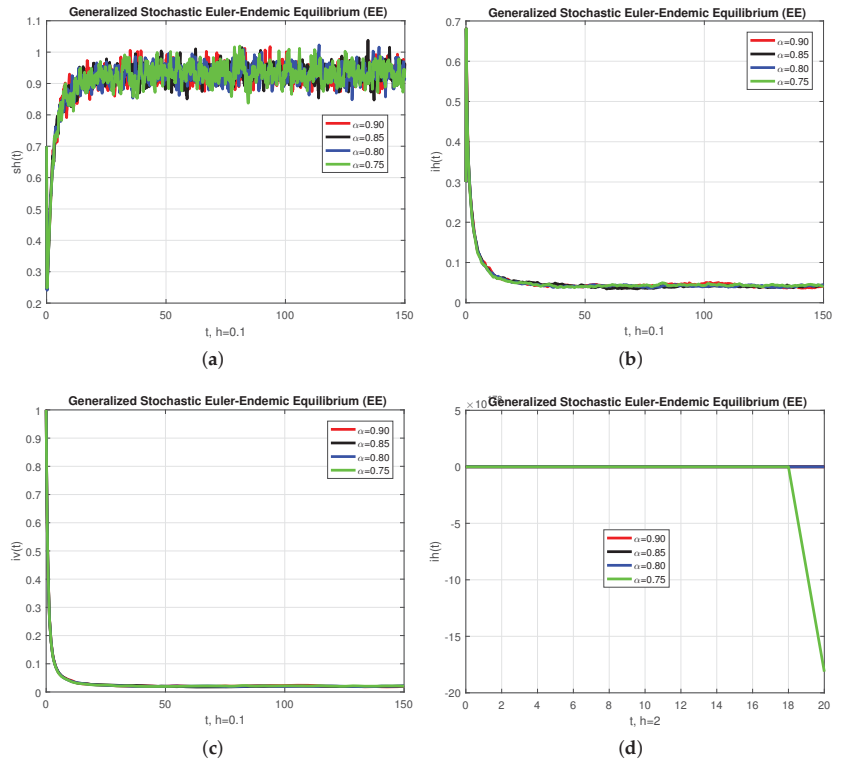 Generalized Stochastic Euler-Endemic Equilibrium (EE)
1.1
1
0.9
0.8
0.7
0.6
0.5
0.4
0.3
0.2
sh(t)
α=0.90
α=0.85
α=0.80
α=0.75
0
50
100
150
t, h=0.1
(a)
Generalized Stochastic Euler-Endemic Equilibrium (EE)
0.7
0.6
0.5
0.4
0.3
0.2
0.1
0
ih(t)
α=0.90
α=0.85
α=0.80
α=0.75
0
50
100
150
t, h=0.1
(b)
Generalized Stochastic Euler-Endemic Equilibrium (EE)
1
0.9
0.8
0.7
0.6
0.5
0.4
0.3
0.2
0.1
0
iv(t)
α=0.90
α=0.85
α=0.80
α=0.75
0
50
100
150
t, h=0.1
(c)
Generalized Stochastic Euler-Endemic Equilibrium (EE)
×10
5
0
-5
-10
-15
-20
ih(t)
α=0.90
α=0.85
α=0.80
α=0.75
0
2
4
6
8
10
12
14
16
18
20
t, h=2
(d)